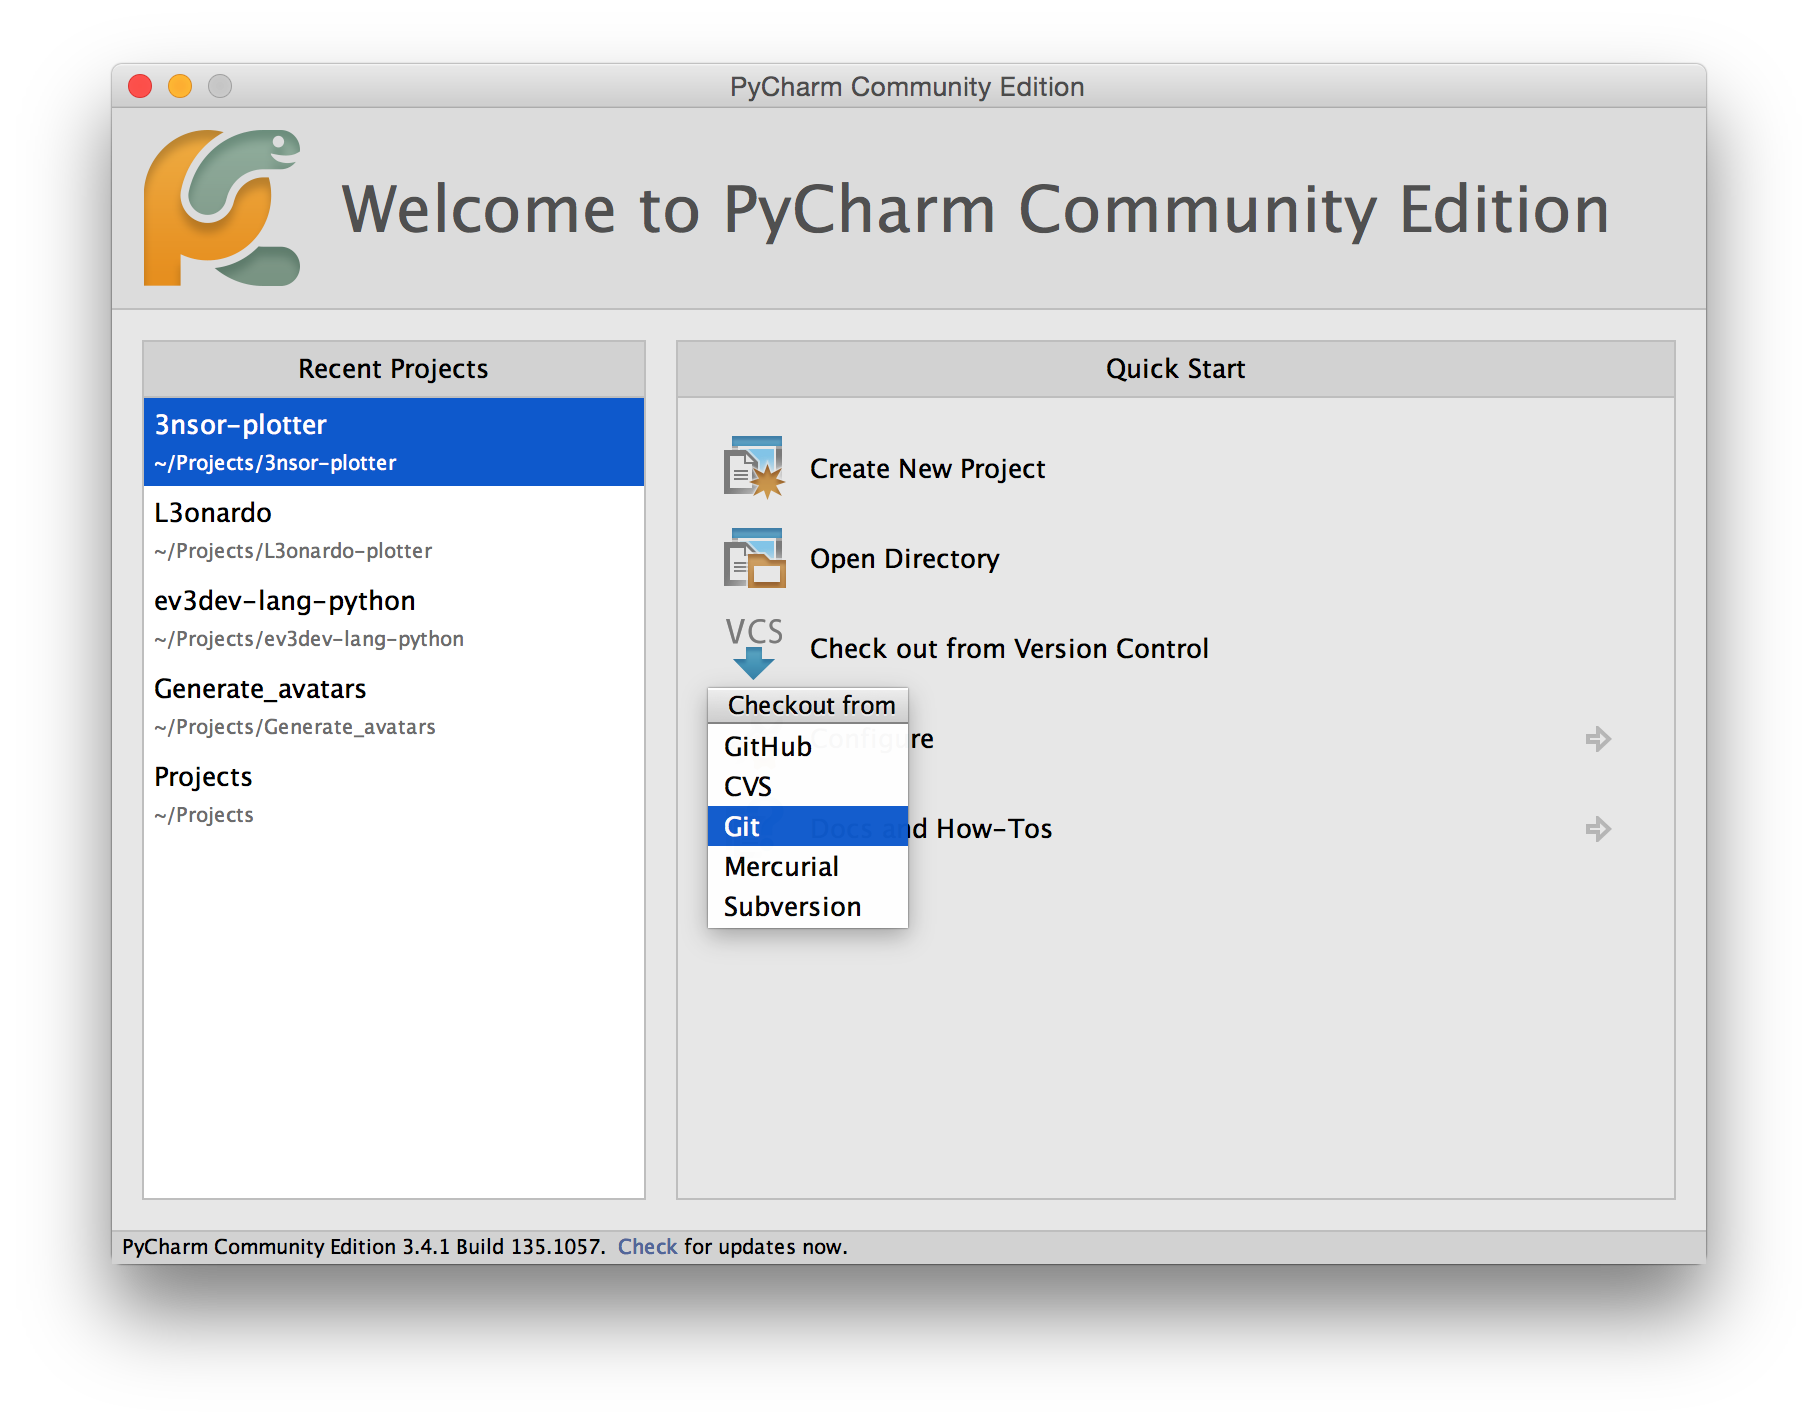 PyCharm Community Edition
Welcome to PyCharm Community Edition
Recent Projects
3nsor-plotter
~/Projects/3nsor-plotter
L3onardo
~/Projects/L3onardo-plotter
ev3dev-lang-python
~/Projects/ev3dev-lang-python
Generate_avatars
~/Projects/Generate_avatars
Projects
~/Projects
Quick Start
Create New Project
Open Directory
VCS
Check out from Version Control
Checkout from
GitHub
CVS
Git
Mercurial
Subversion
Configure
Docs and How-Tos
PyCharm Community Edition 3.4.1 Build 135.1057. Check for updates now.